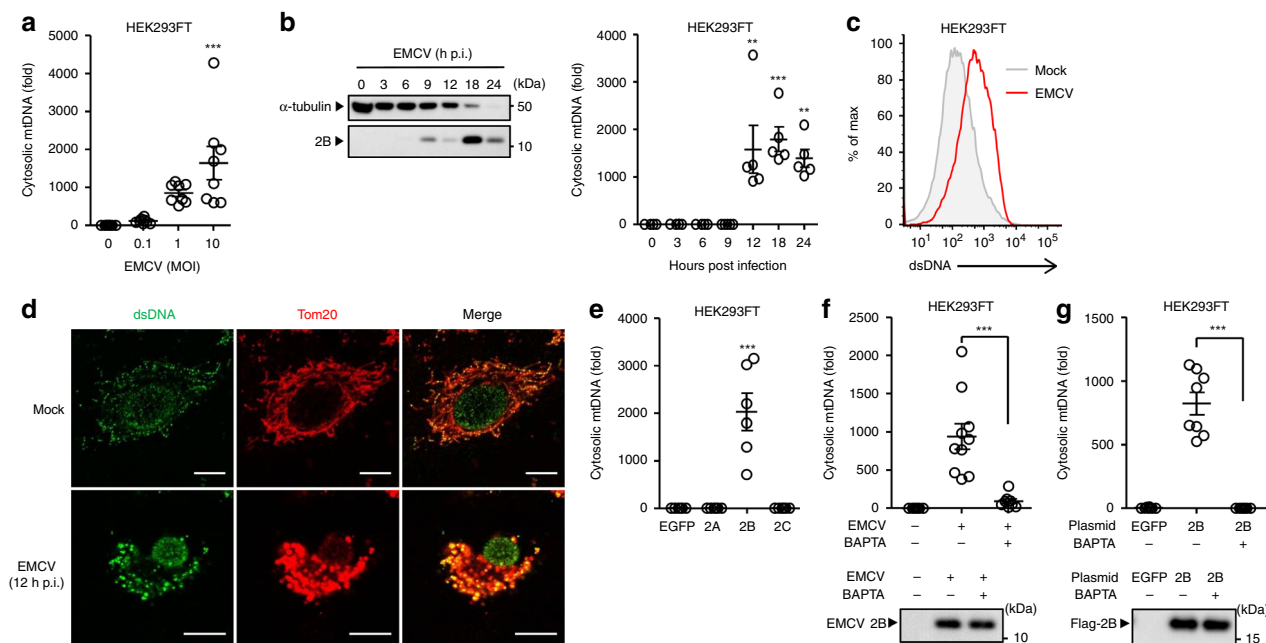 a
HEK293FT
Cytosolic mtDNA (fold)
5000
4000
3000
2000
1000
0
***
0 0.1 1 10
EMCV (MOI)
b
EMCV (h p.i.)
0 3 6 9 12 18 24 (kDa)
α-tubulin
50
2B
10
HEK293FT
Cytosolic mtDNA (fold)
5000
4000
3000
2000
1000
0
** *** **
0 3 6 9 12 18 24
Hours post infection
c
HEK293FT
% of max
100
80
60
40
20
0
Mock
EMCV
10¹ 10² 10³ 10⁴ 10⁵
dsDNA
d
dsDNA Tom20 Merge
Mock
EMCV
(12 h p.i.)
e
HEK293FT
Cytosolic mtDNA (fold)
4000
3000
2000
1000
0
***
EGFP 2A 2B 2C
f
HEK293FT
Cytosolic mtDNA (fold)
2500
2000
1500
1000
500
0
***
EMCV – + +
BAPTA – – +
EMCV – + +
BAPTA – – +
(kDa)
EMCV 2B
10
g
HEK293FT
Cytosolic mtDNA (fold)
1500
1000
500
0
***
Plasmid EGFP 2B 2B
BAPTA – – +
Plasmid EGFP 2B 2B
BAPTA – – +
(kDa)
Flag-2B
15